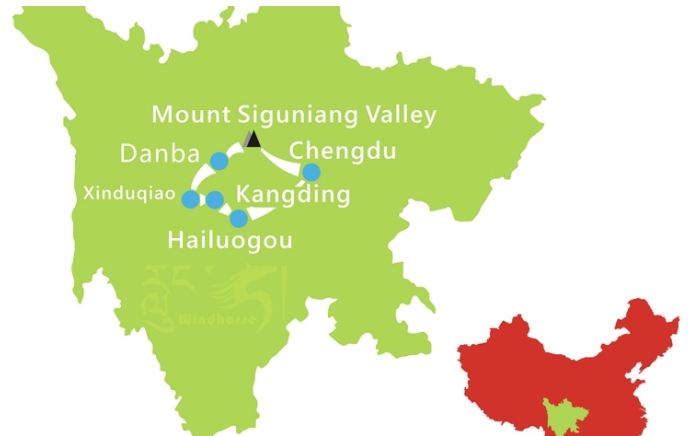 Mount Siguniang Valley
Danba
Chengdu
Xinduqiao
Kangding
Hailuogou
Windhorse